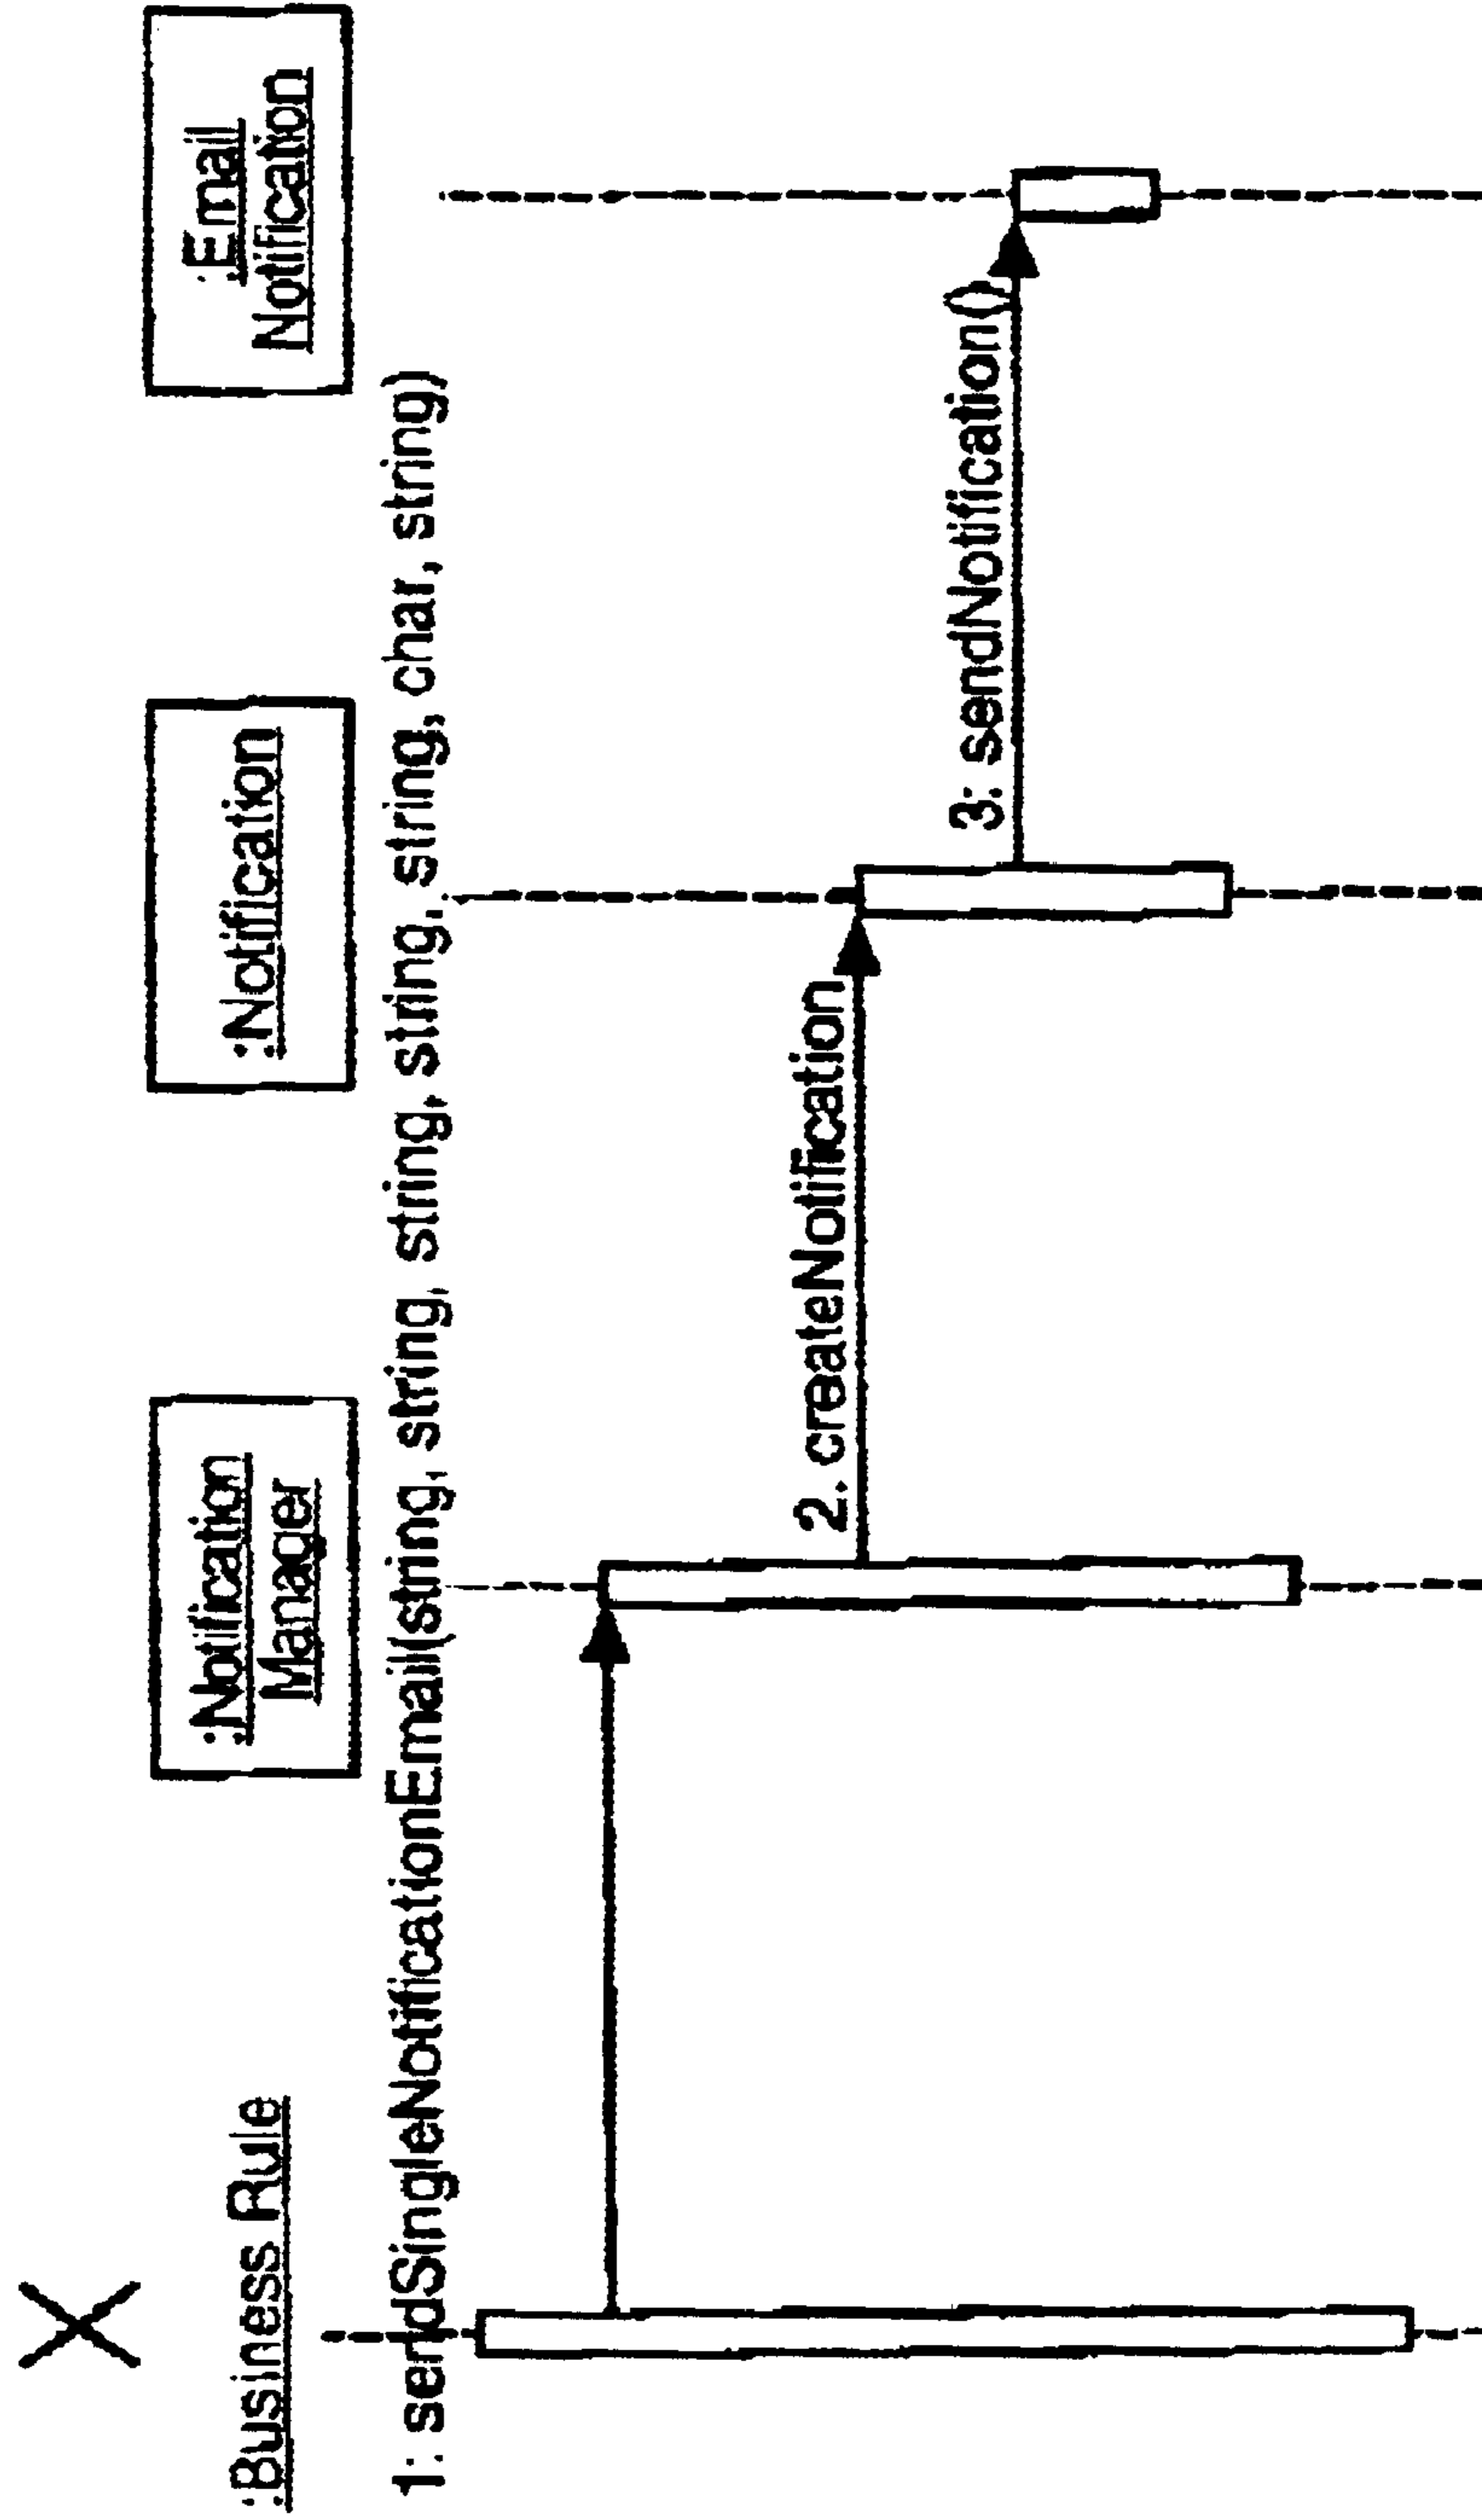 :Business Rule
:Notification
Manager
:Notification
:Email
Notification
1: sendSingleNotificationEmail(string, string, string, string, string, char, string)
2: createNotification
3: sendNotification()